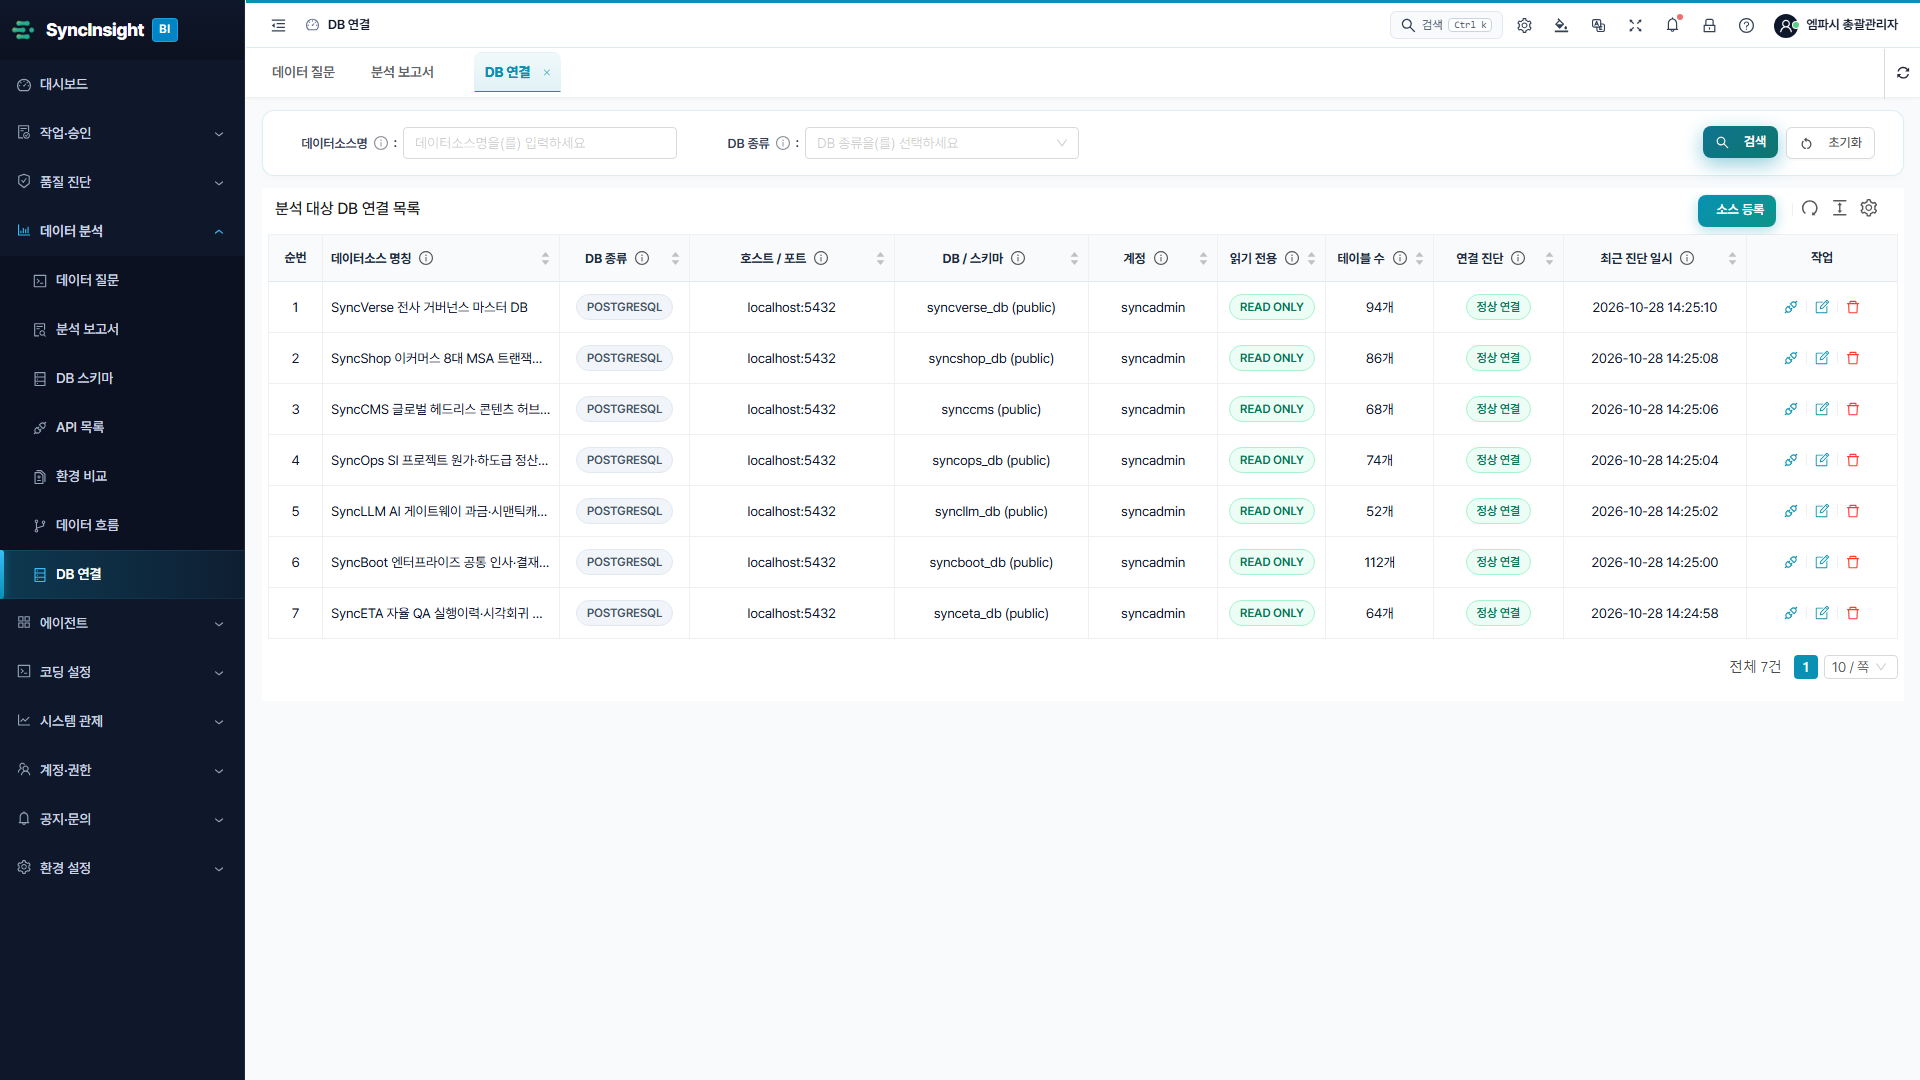 SyncInsight BI
대시보드
작업·승인
품질 진단
데이터 분석
데이터 질문
분석 보고서
DB 스키마
API 목록
환경 비교
데이터 흐름
DB 연결
에이전트
코딩 설정
시스템 관제
계정·권한
공지·문의
환경 설정
DB 연결
검색 Ctrl k
엠파시 총괄관리자
데이터 질문 분석 보고서 DB 연결 ×
데이터소스명 : 데이터소스명을(를) 입력하세요 DB 종류 : DB 종류을(를) 선택하세요 검색 초기화
분석 대상 DB 연결 목록 소스 등록
순번 데이터소스 명칭 DB 종류 호스트 / 포트 DB / 스키마 계정 읽기 전용 테이블 수 연결 진단 최근 진단 일시 작업
1 SyncVerse 전사 거버넌스 마스터 DB POSTGRESQL localhost:5432 syncverse_db (public) syncadmin READ ONLY 94개 정상 연결 2026-10-28 14:25:10
2 SyncShop 이커머스 8대 MSA 트랜잭... POSTGRESQL localhost:5432 syncshop_db (public) syncadmin READ ONLY 86개 정상 연결 2026-10-28 14:25:08
3 SyncCMS 글로벌 헤드리스 콘텐츠 허브... POSTGRESQL localhost:5432 synccms (public) syncadmin READ ONLY 68개 정상 연결 2026-10-28 14:25:06
4 SyncOps SI 프로젝트 원가·하도급 정산... POSTGRESQL localhost:5432 syncops_db (public) syncadmin READ ONLY 74개 정상 연결 2026-10-28 14:25:04
5 SyncLLM AI 게이트웨이 과금·시맨틱캐... POSTGRESQL localhost:5432 syncllm_db (public) syncadmin READ ONLY 52개 정상 연결 2026-10-28 14:25:02
6 SyncBoot 엔터프라이즈 공통 인사·결재... POSTGRESQL localhost:5432 syncboot_db (public) syncadmin READ ONLY 112개 정상 연결 2026-10-28 14:25:00
7 SyncETA 자율 QA 실행이력·시각회귀 ... POSTGRESQL localhost:5432 synceta_db (public) syncadmin READ ONLY 64개 정상 연결 2026-10-28 14:24:58
전체 7건 1 10 / 쪽